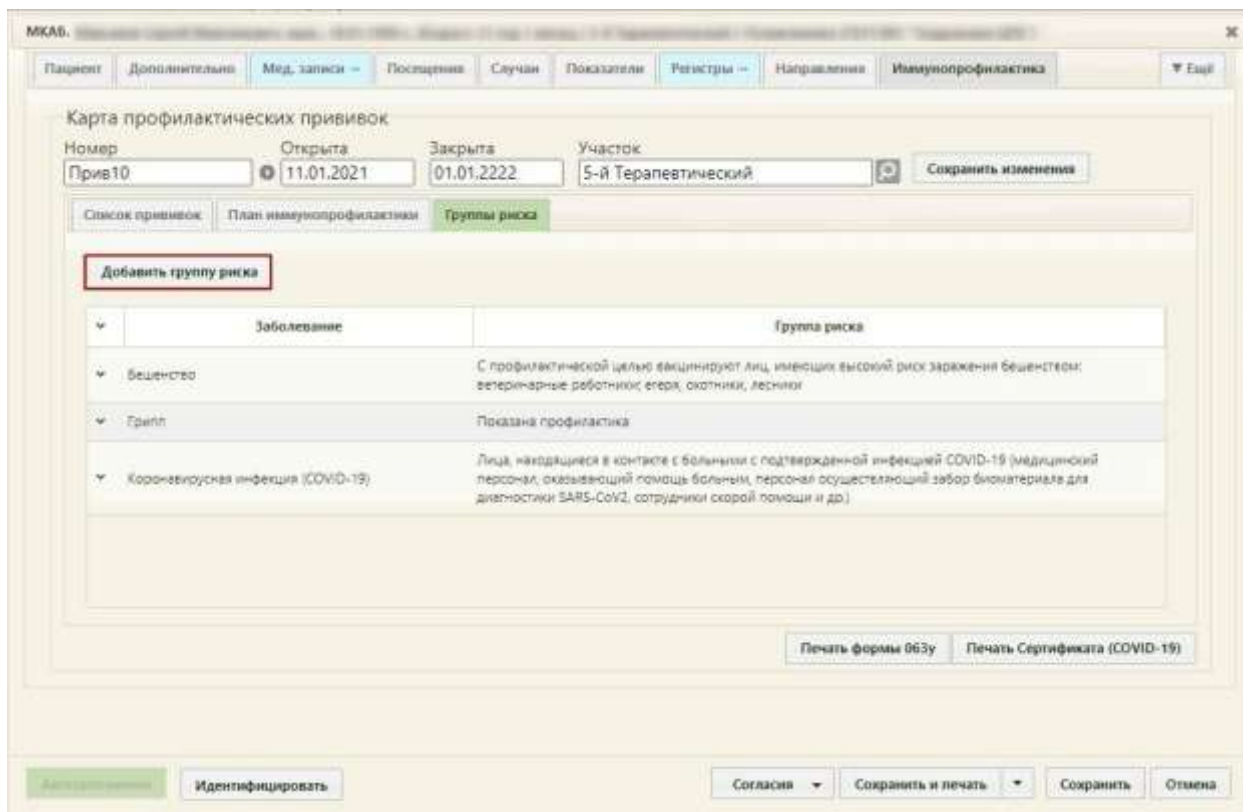 МКАБ.
Пациент Дополнительно Мед. записи Посещения Случаи Показатели Регистры Направления Иммунопрофилактика Ещё
Карта профилактических прививок
Номер Открыта Закрыта Участок
Прив10 11.01.2021 01.01.2222 5-й Терапевтический Сохранить изменения
Список прививок План иммунопрофилактики Группы риска
Добавить группу риска
Заболевание Группа риска
Бешенство
С профилактической целью вакцинируют лиц, имеющих высокий риск заражения бешенством:
ветеринарные работники; егеря, охотники, лесники
Грипп Показана профилактика
Коронавирусная инфекция (COVID-19)
Лица, находящиеся в контакте с больными с подтвержденной инфекцией COVID-19 (медицинский
персонал, оказывающий помощь больным, персонал осуществляющий забор биоматериала для
диагностики SARS-CoV2, сотрудники скорой помощи и др.)
Печать формы 063у Печать Сертификата (COVID-19)
Идентифицировать Согласия Сохранить и печать Сохранить Отмена